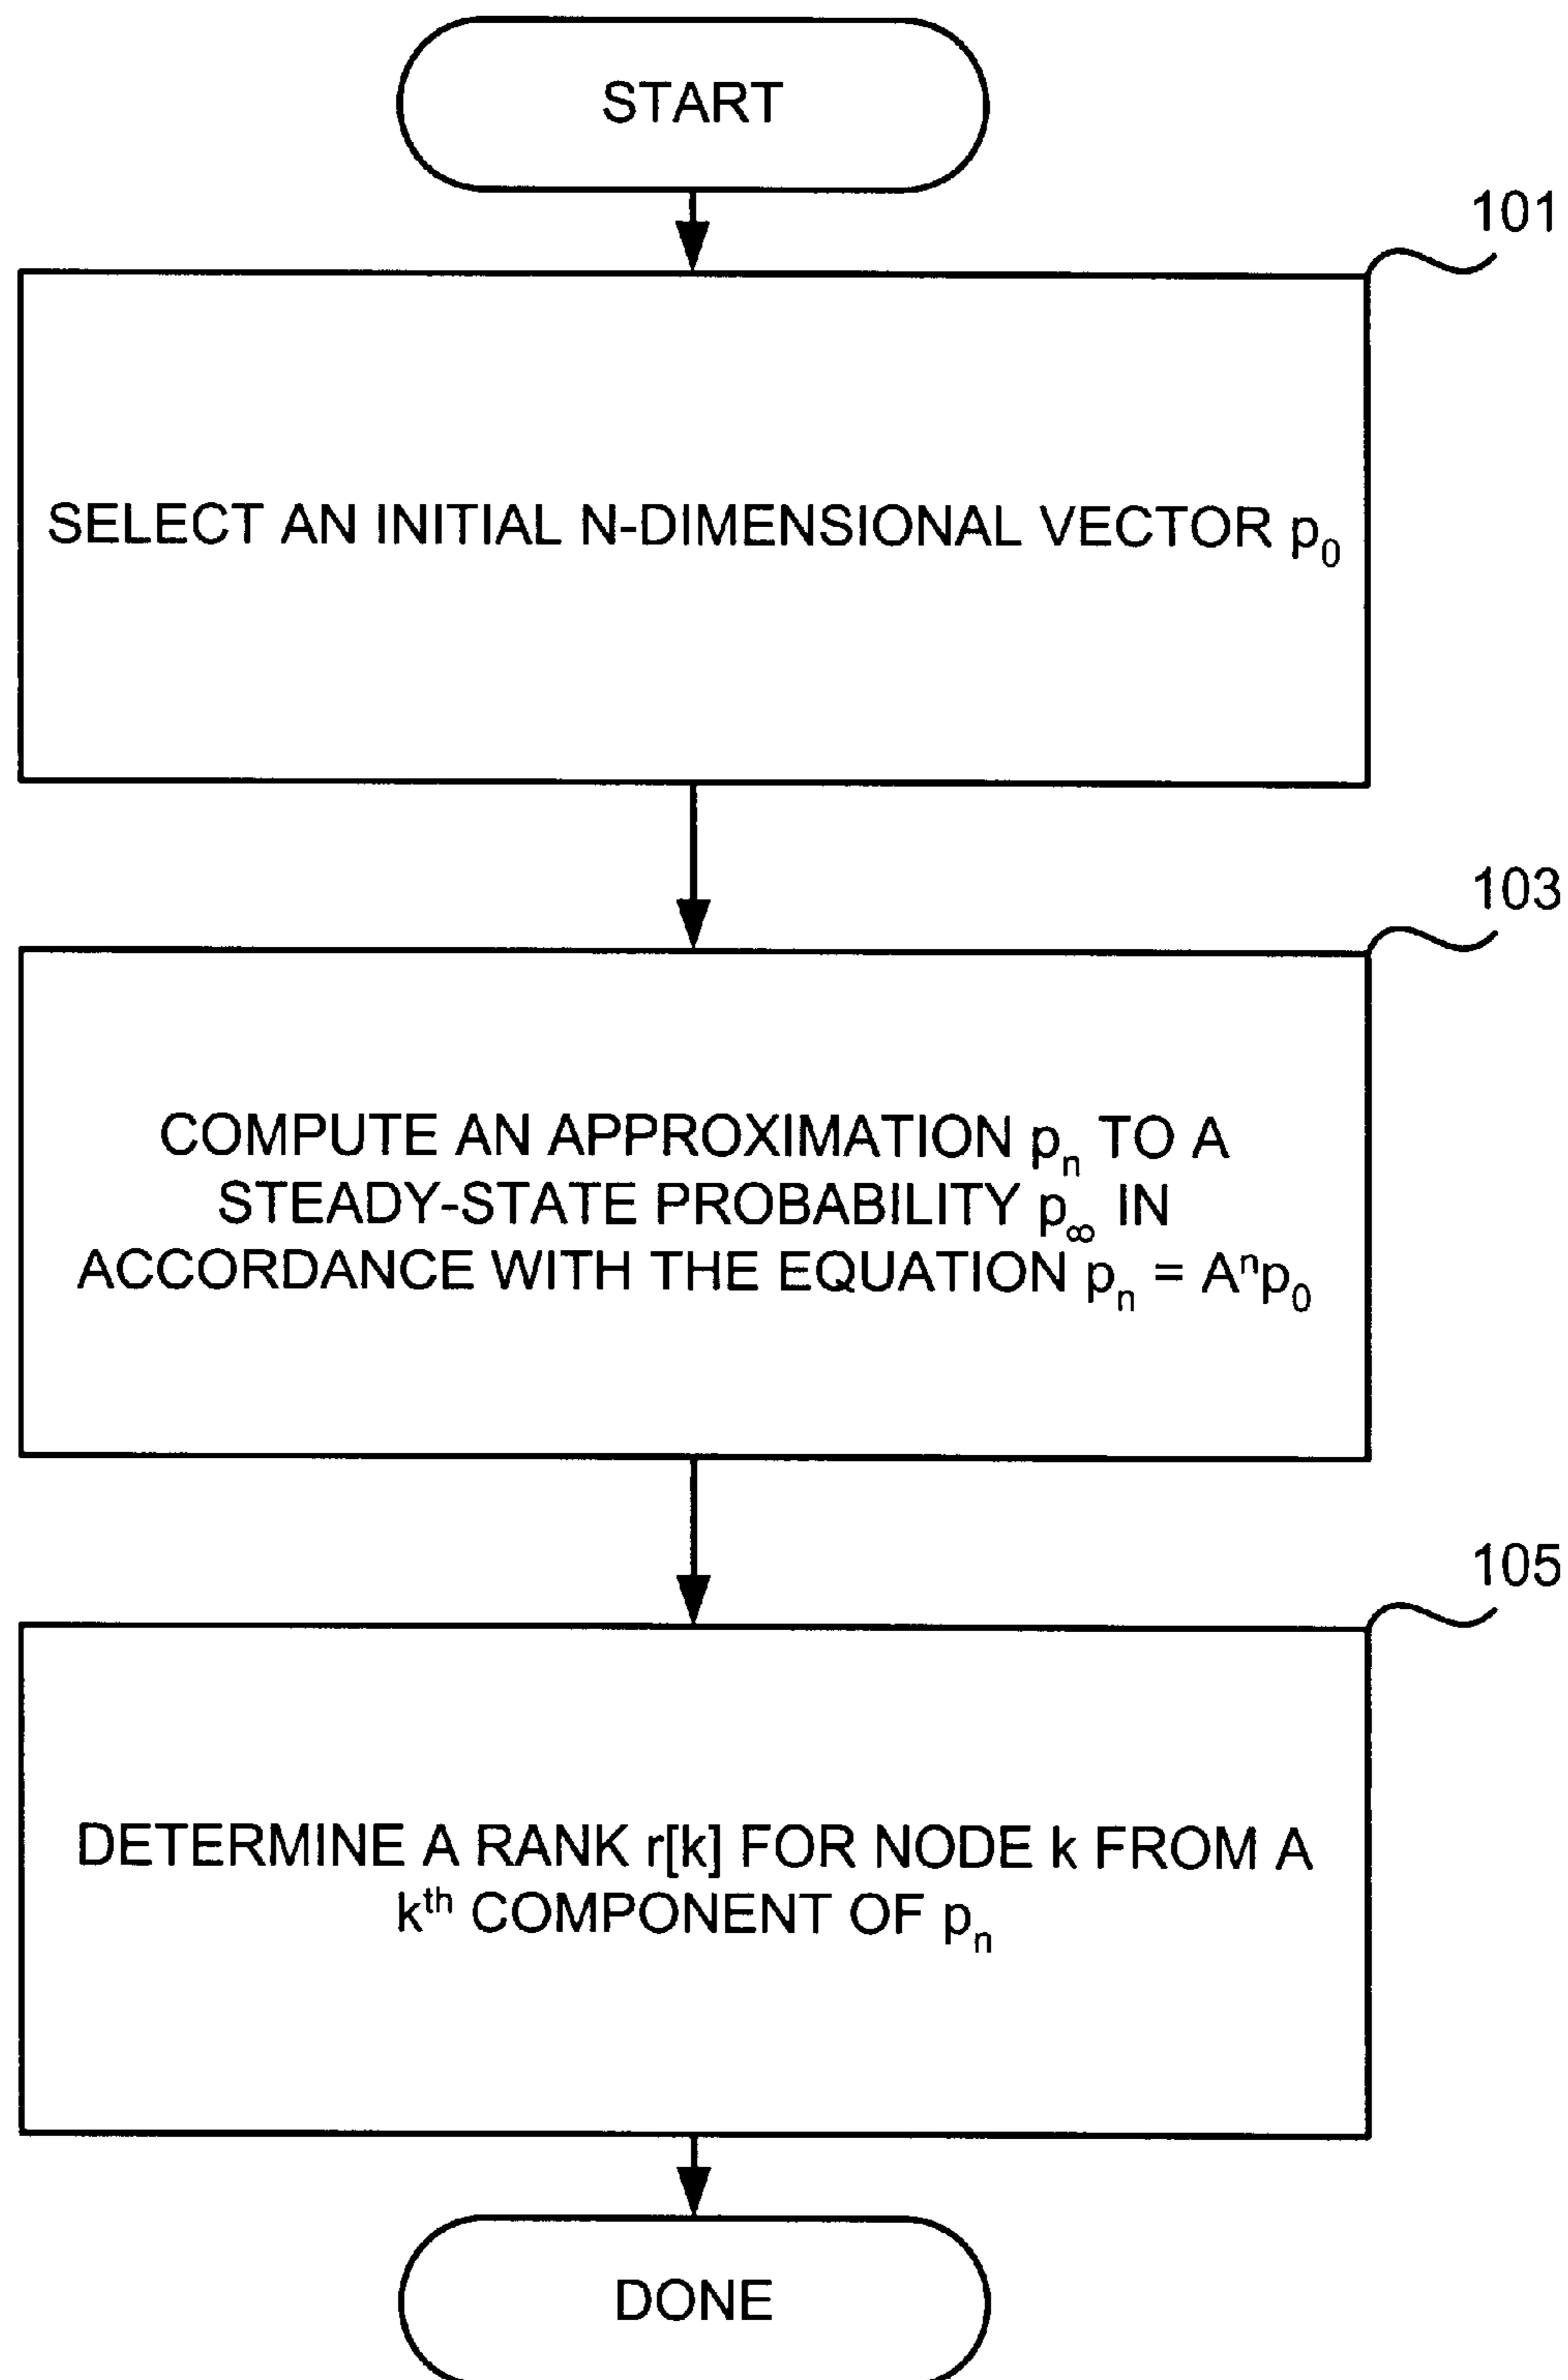 START
101
SELECT AN INITIAL N-DIMENSIONAL VECTOR p₀
103
COMPUTE AN APPROXIMATION pₙ TO A
STEADY-STATE PROBABILITY p∞ IN
ACCORDANCE WITH THE EQUATION pₙ = Aⁿp₀
105
DETERMINE A RANK r[k] FOR NODE k FROM A
kᵗʰ COMPONENT OF pₙ
DONE